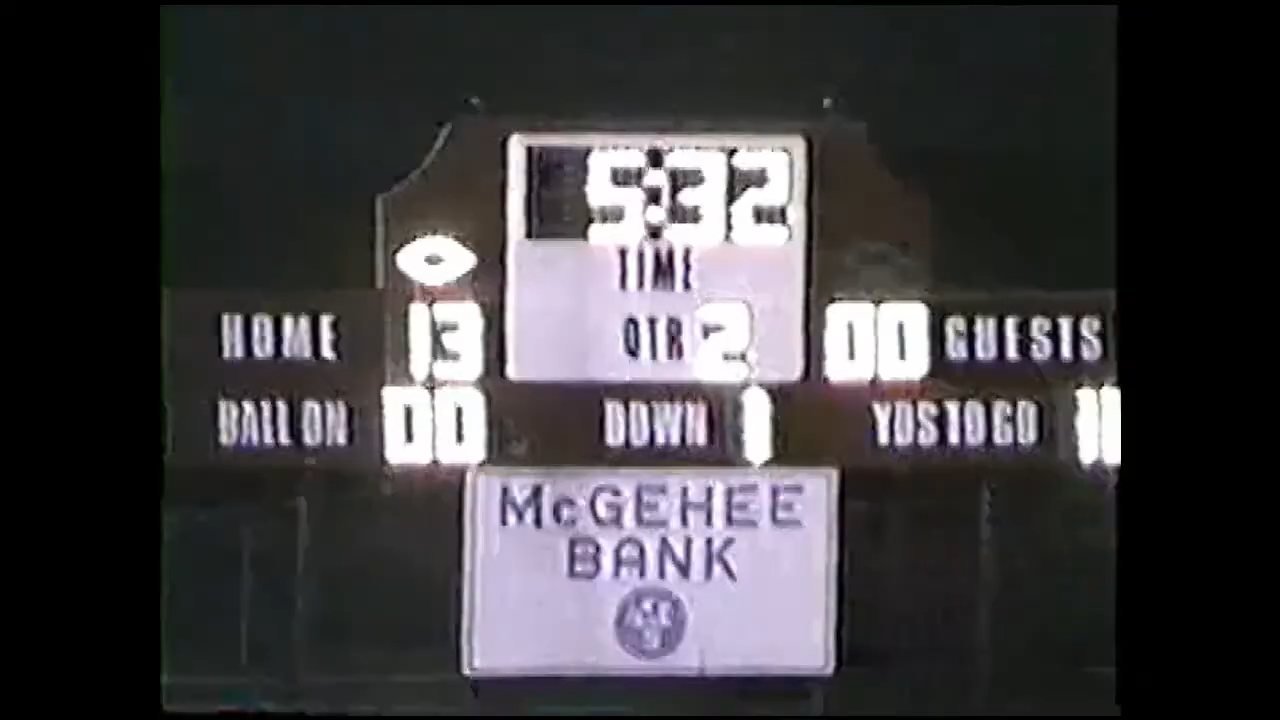 5:32
TIME
HOME 13 QTR 2 00 GUESTS
BALL ON 00 DOWN 1 YDS TO GO
McGEHEE
BANK